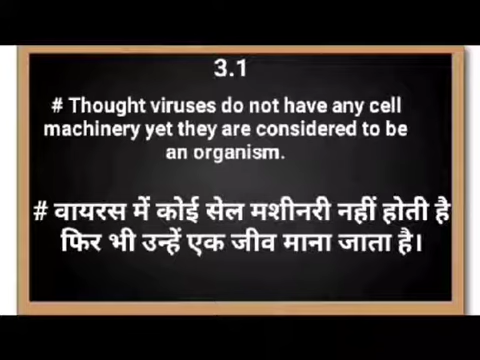 3.1
# Thought viruses do not have any cell
machinery yet they are considered to be
an organism.
# वायरस में कोई सेल मशीनरी नहीं होती है
फिर भी उन्हें एक जीव माना जाता है।